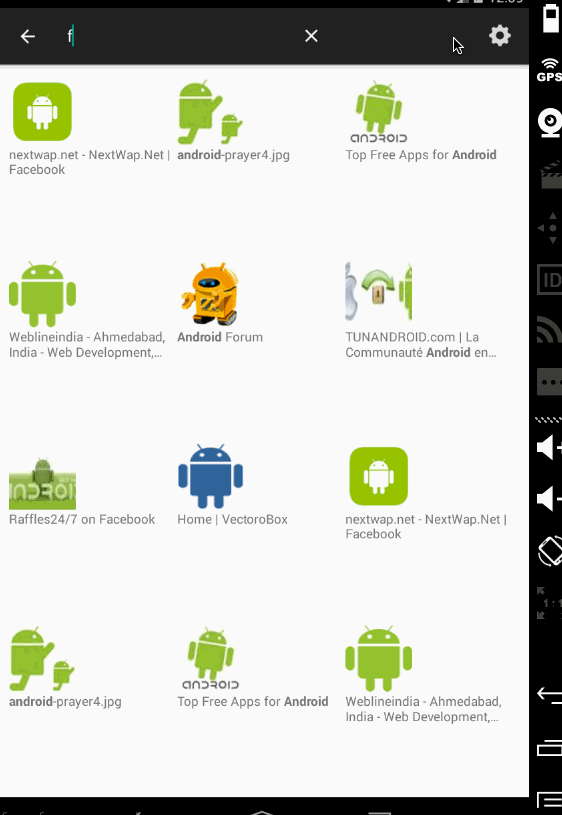 f
nextwap.net - NextWap.Net |
Facebook
android-prayer4.jpg
ANDROID
Top Free Apps for Android
Weblineindia - Ahmedabad,
India - Web Development,...
Android Forum
TUNANDROID.com | La
Communauté Android en...
Raffles24/7 on Facebook
Home | VectoroBox
nextwap.net - NextWap.Net |
Facebook
android-prayer4.jpg
ANDROID
Top Free Apps for Android
Weblineindia - Ahmedabad,
India - Web Development,...
GPS
ID
1: